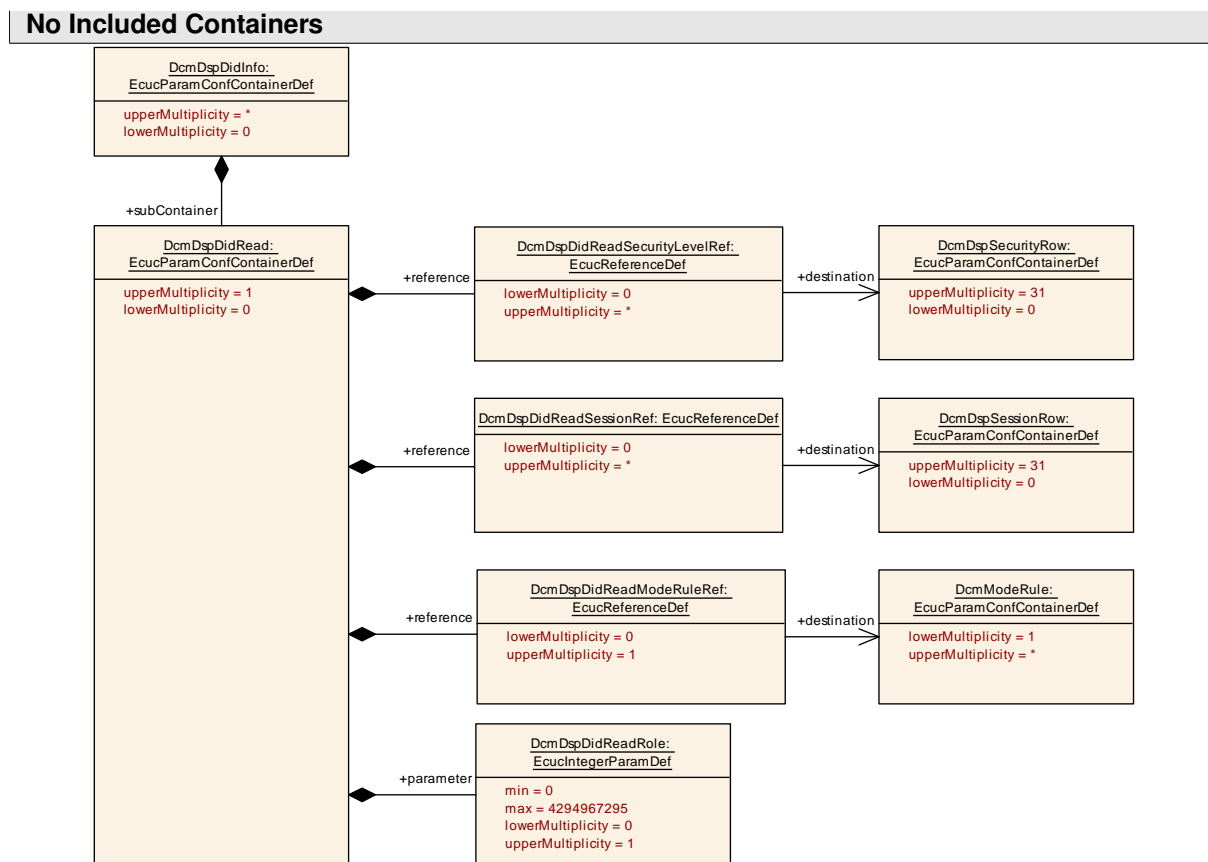 No Included Containers
DcmDspDidInfo:
EcucParamConfContainerDef
upperMultiplicity = *
lowerMultiplicity = 0
+subContainer
DcmDspDidRead:
EcucParamConfContainerDef
upperMultiplicity = 1
lowerMultiplicity = 0
+reference
DcmDspDidReadSecurityLevelRef:
EcucReferenceDef
lowerMultiplicity = 0
upperMultiplicity = *
+destination
DcmDspSecurityRow:
EcucParamConfContainerDef
upperMultiplicity = 31
lowerMultiplicity = 0
+reference
DcmDspDidReadSessionRef: EcucReferenceDef
lowerMultiplicity = 0
upperMultiplicity = *
+destination
DcmDspSessionRow:
EcucParamConfContainerDef
upperMultiplicity = 31
lowerMultiplicity = 0
+reference
DcmDspDidReadModeRuleRef:
EcucReferenceDef
lowerMultiplicity = 0
upperMultiplicity = 1
+destination
DcmModeRule:
EcucParamConfContainerDef
lowerMultiplicity = 1
upperMultiplicity = *
+parameter
DcmDspDidReadRole:
EcucIntegerParamDef
min = 0
max = 4294967295
lowerMultiplicity = 0
upperMultiplicity = 1